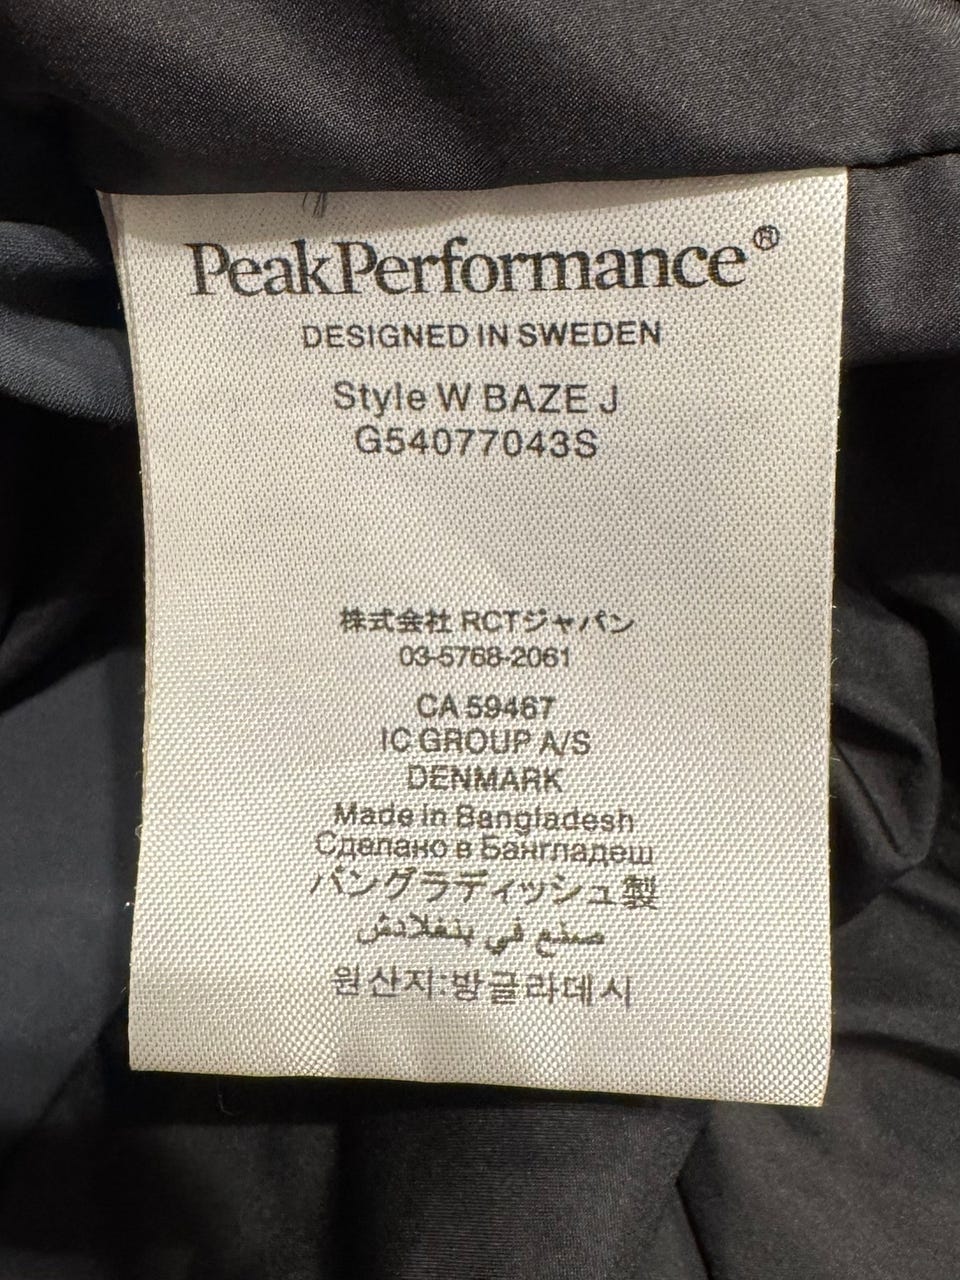 PeakPerformance®
DESIGNED IN SWEDEN
Style W BAZE J
G54077043S
株式会社 RCTジャパン
03-5768-2061
CA 59467
IC GROUP A/S
DENMARK
Made in Bangladesh
Сделано в Бангладеш
バングラディッシュ製
صنع في بنغلادش
원산지:방글라데시